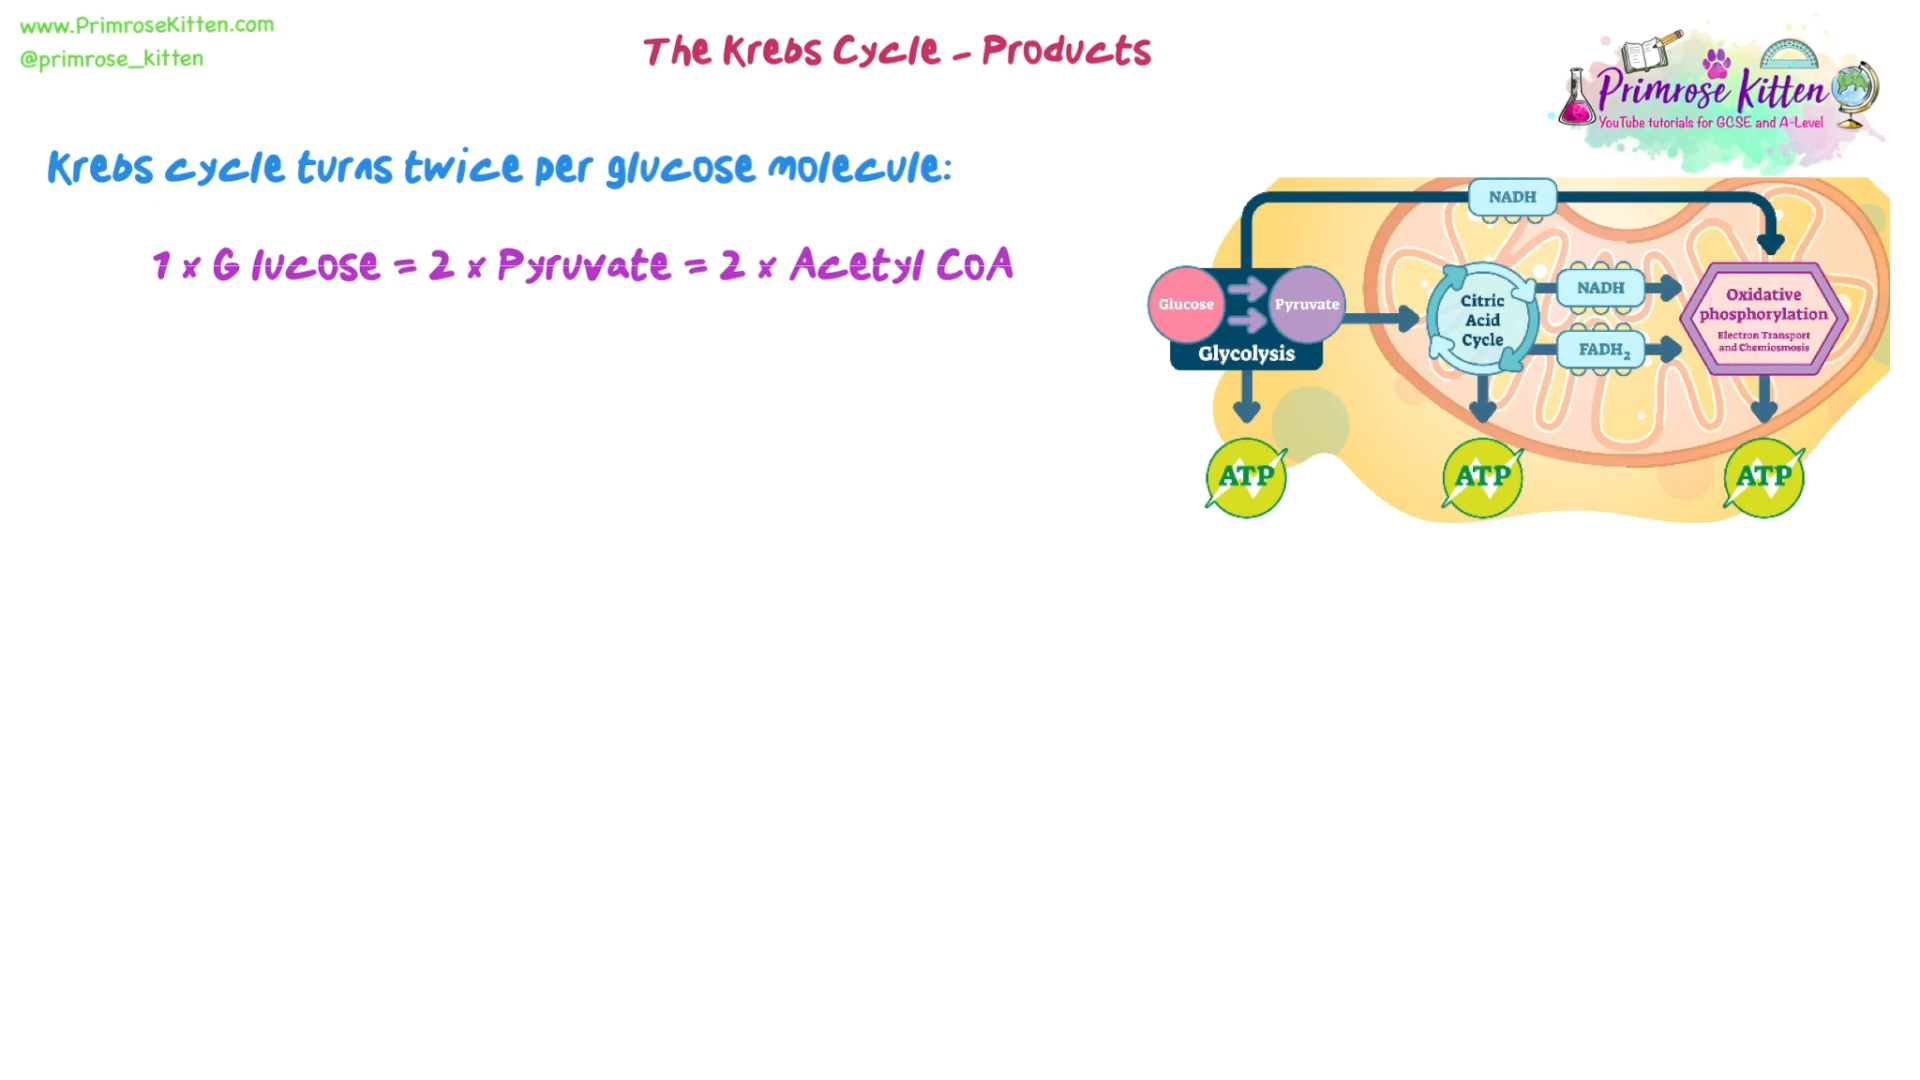 www.PrimroseKitten.com
@primrose_kitten
The Krebs Cycle - Products
Primrose Kitten
YouTube tutorials for GCSE and A-Level
Krebs cycle turns twice per glucose molecule:
1 x G lucose = 2 x Pyruvate = 2 x Acetyl CoA
NADH
Glucose
Pyruvate
Glycolysis
Citric
Acid
Cycle
NADH
FADH2
Oxidative
phosphorylation
Electron Transport
and Chemiosmosis
ATP
ATP
ATP